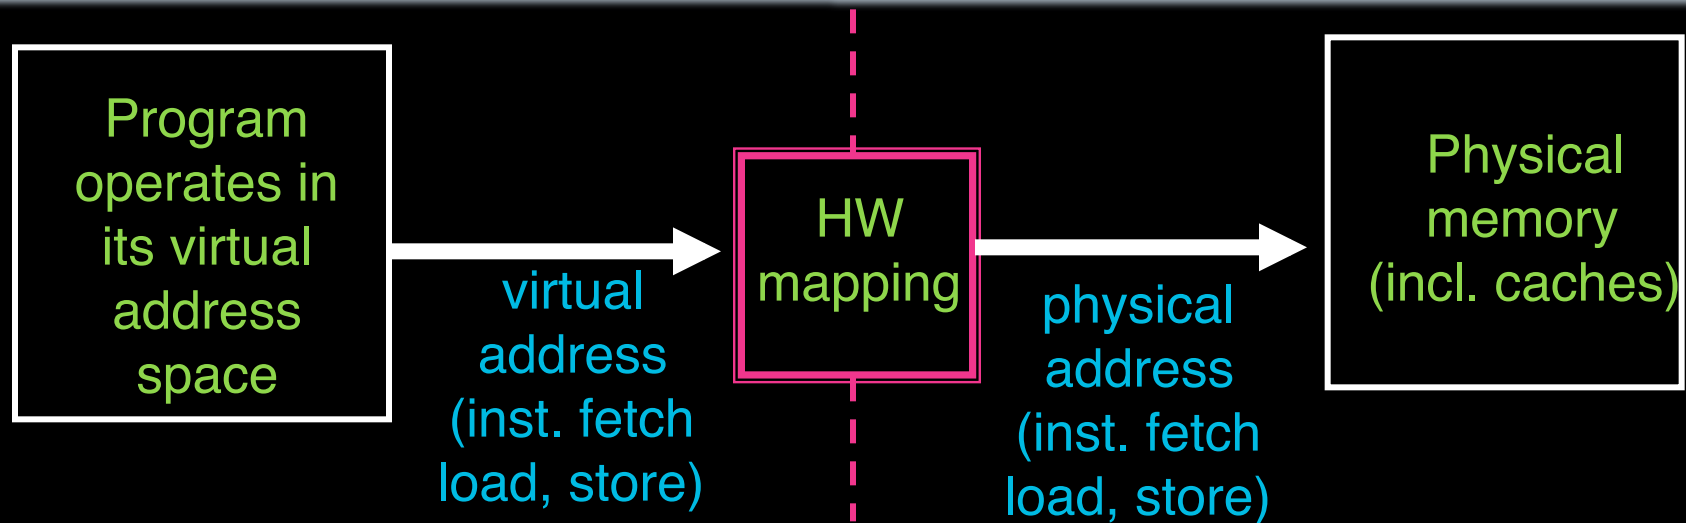 Program
operates in
its virtual
address
space
virtual
address
(inst. fetch
load, store)
HW
mapping
physical
address
(inst. fetch
load, store)
Physical
memory
(incl. caches)